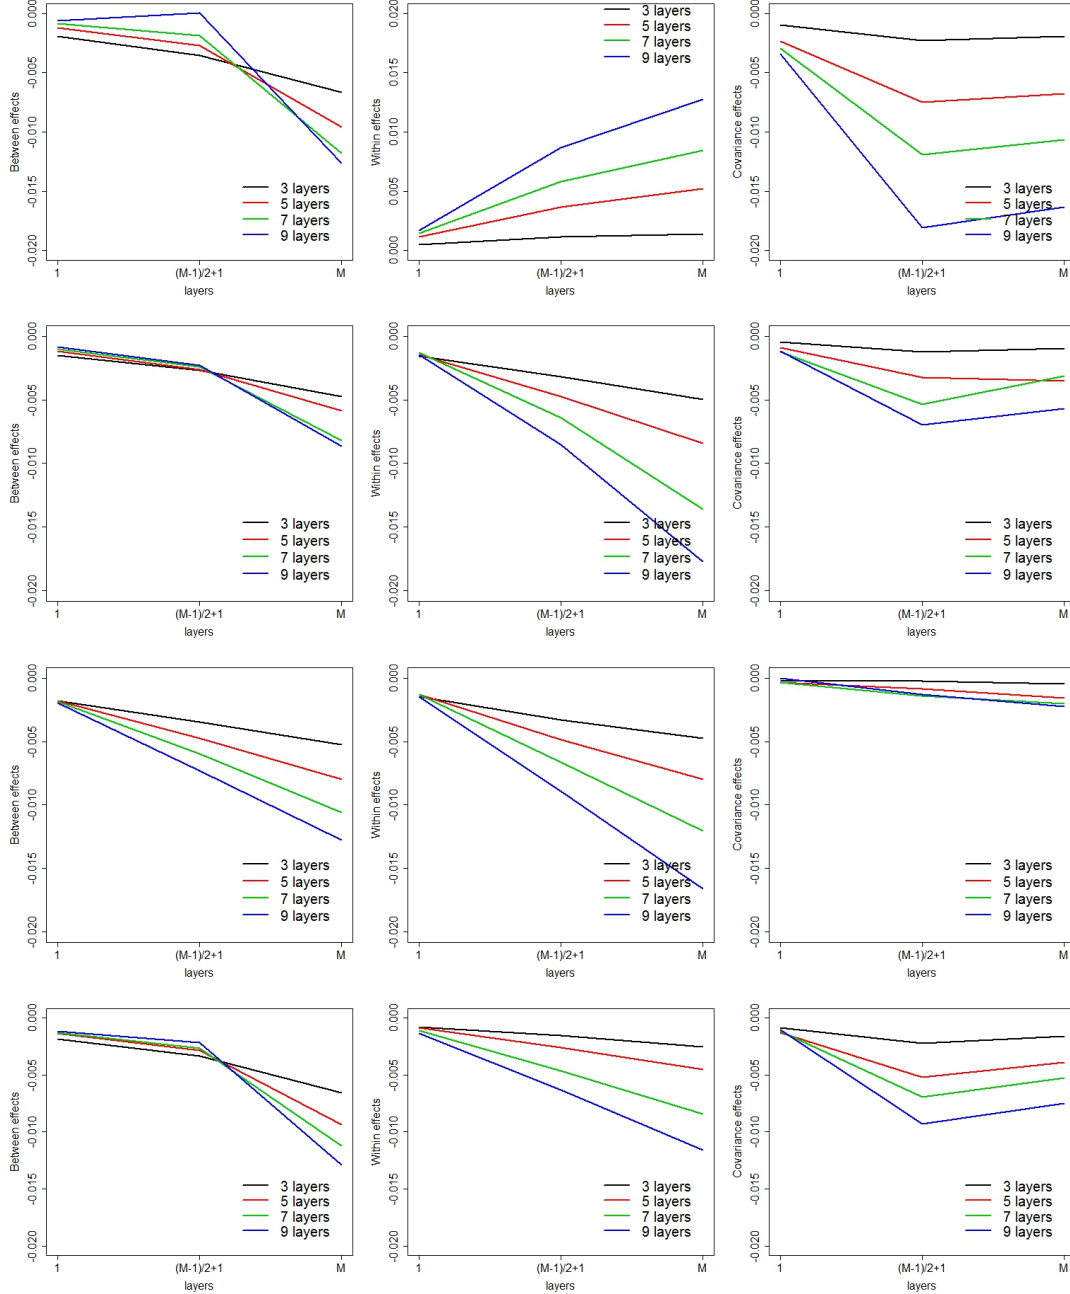 Between effects
0.000
-0.005
-0.010
-0.015
-0.020
3 layers
5 layers
7 layers
9 layers
1
(M-1)/2+1
M
layers
Within effects
0.020
0.015
0.010
0.005
0.000
3 layers
5 layers
7 layers
9 layers
1
(M-1)/2+1
M
layers
Covariance effects
0.000
-0.005
-0.010
-0.015
-0.020
3 layers
5 layers
7 layers
9 layers
1
(M-1)/2+1
M
layers
Between effects
0.000
-0.005
-0.010
-0.015
-0.020
3 layers
5 layers
7 layers
9 layers
1
(M-1)/2+1
M
layers
Within effects
0.000
-0.005
-0.010
-0.015
-0.020
3 layers
5 layers
7 layers
9 layers
1
(M-1)/2+1
M
layers
Covariance effects
0.000
-0.005
-0.010
-0.015
-0.020
3 layers
5 layers
7 layers
9 layers
1
(M-1)/2+1
M
layers
Between effects
0.000
-0.005
-0.010
-0.015
-0.020
3 layers
5 layers
7 layers
9 layers
1
(M-1)/2+1
M
layers
Within effects
0.000
-0.005
-0.010
-0.015
-0.020
3 layers
5 layers
7 layers
9 layers
1
(M-1)/2+1
M
layers
Covariance effects
0.000
-0.005
-0.010
-0.015
-0.020
3 layers
5 layers
7 layers
9 layers
1
(M-1)/2+1
M
layers
Between effects
0.000
-0.005
-0.010
-0.015
-0.020
3 layers
5 layers
7 layers
9 layers
1
(M-1)/2+1
M
layers
Within effects
0.000
-0.005
-0.010
-0.015
-0.020
3 layers
5 layers
7 layers
9 layers
1
(M-1)/2+1
M
layers
Covariance effects
0.000
-0.005
-0.010
-0.015
-0.020
3 layers
5 layers
7 layers
9 layers
1
(M-1)/2+1
M
layers